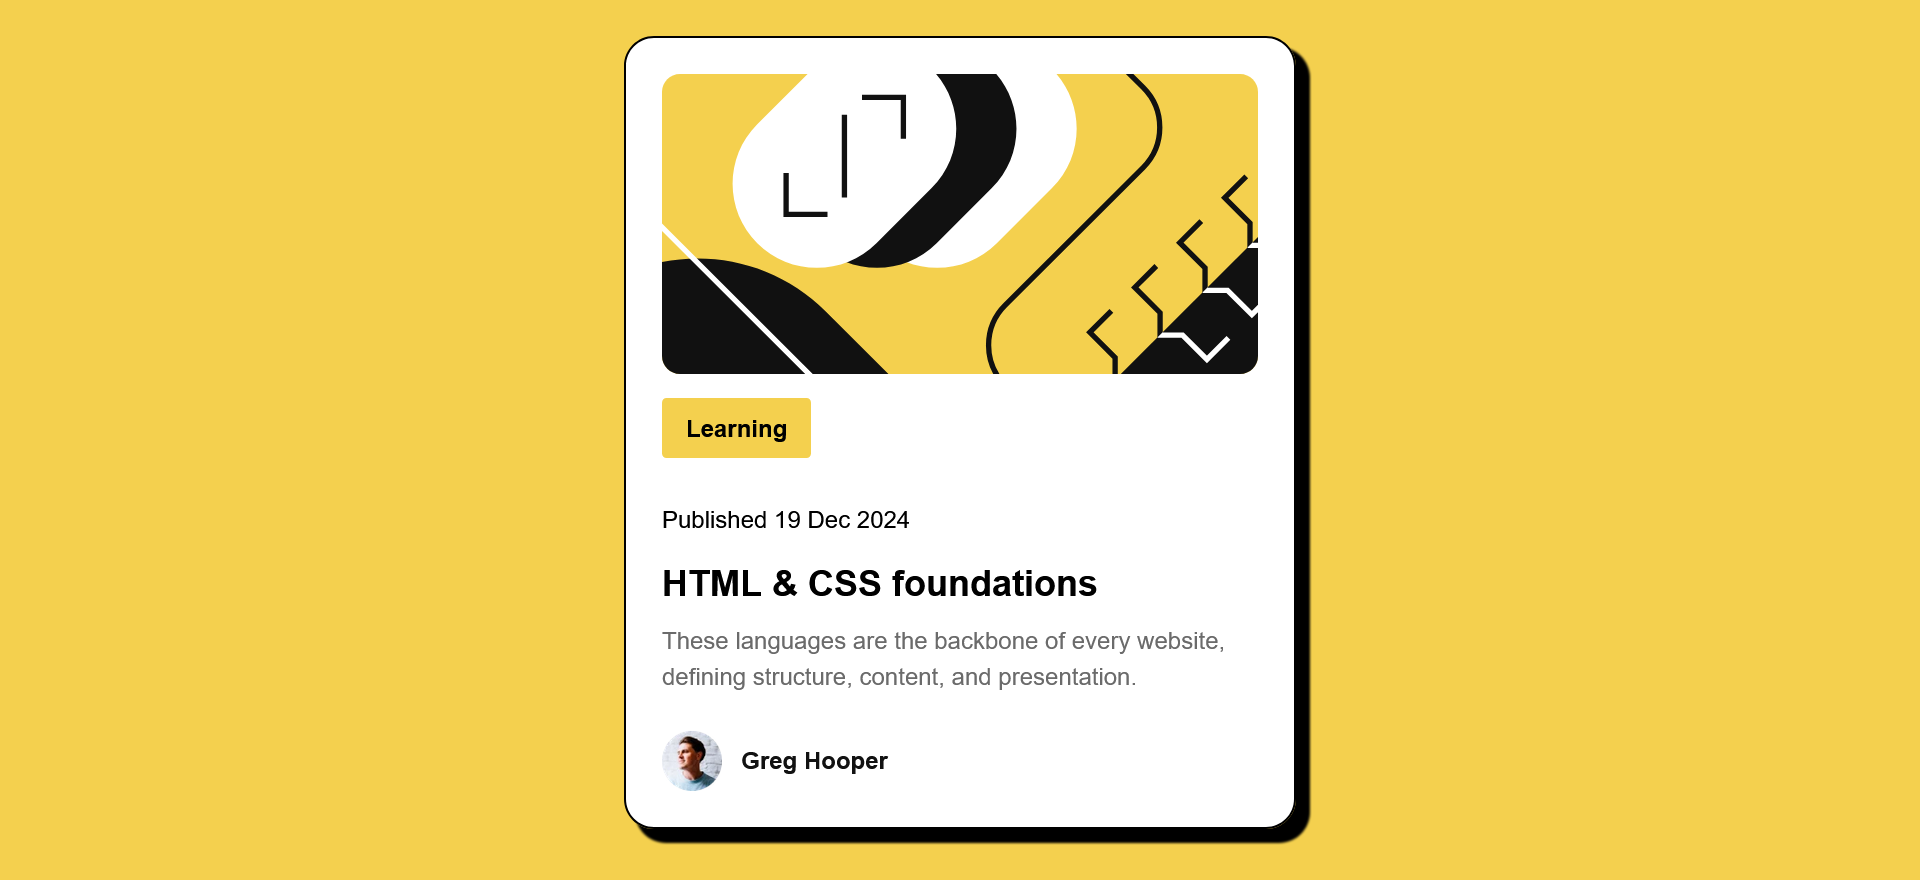 Learning
Published 19 Dec 2024
HTML & CSS foundations
These languages are the backbone of every website,
defining structure, content, and presentation.
Greg Hooper